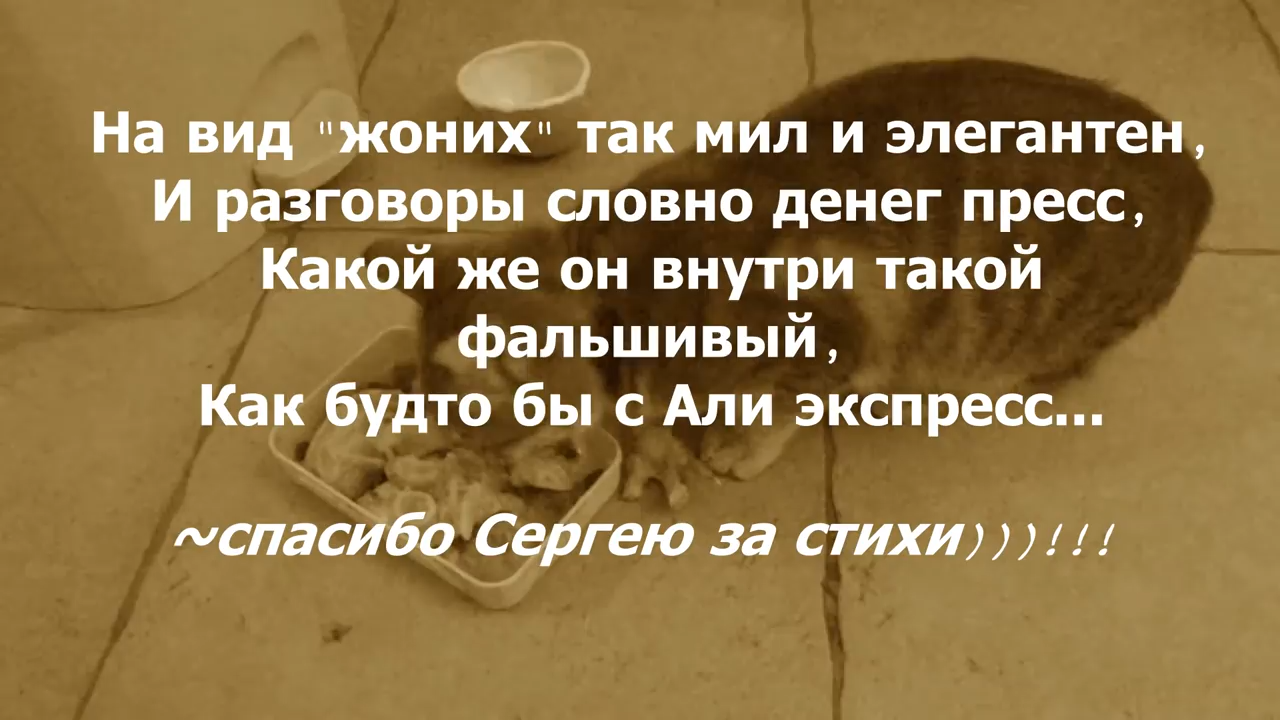 На вид "жоних" так мил и элегантен,
И разговоры словно денег пресс,
Какой же он внутри такой
фальшивый,
Как будто бы с Али экспресс...
~спасибо Сергею за стихи)))!!!